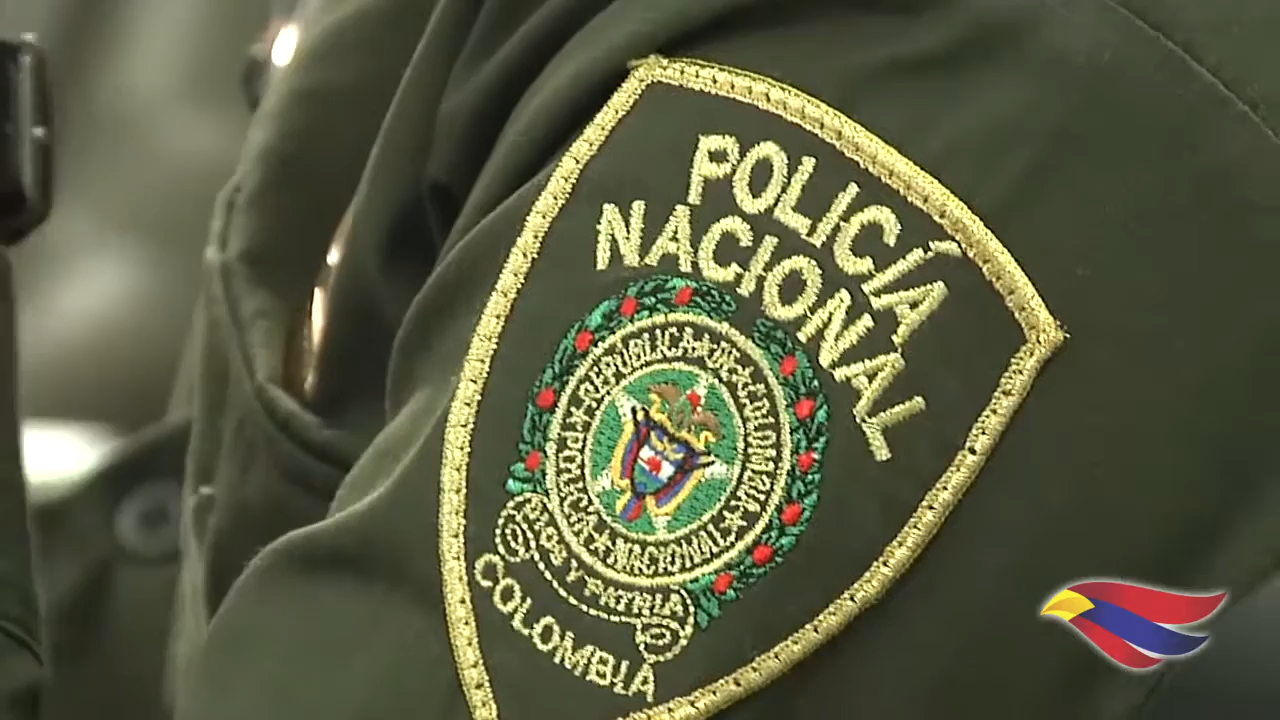 POLICÍA
NACIONAL
REPÚBLICA DE COLOMBIA
POLICÍA NACIONAL
DIOS Y PATRIA
COLOMBIA